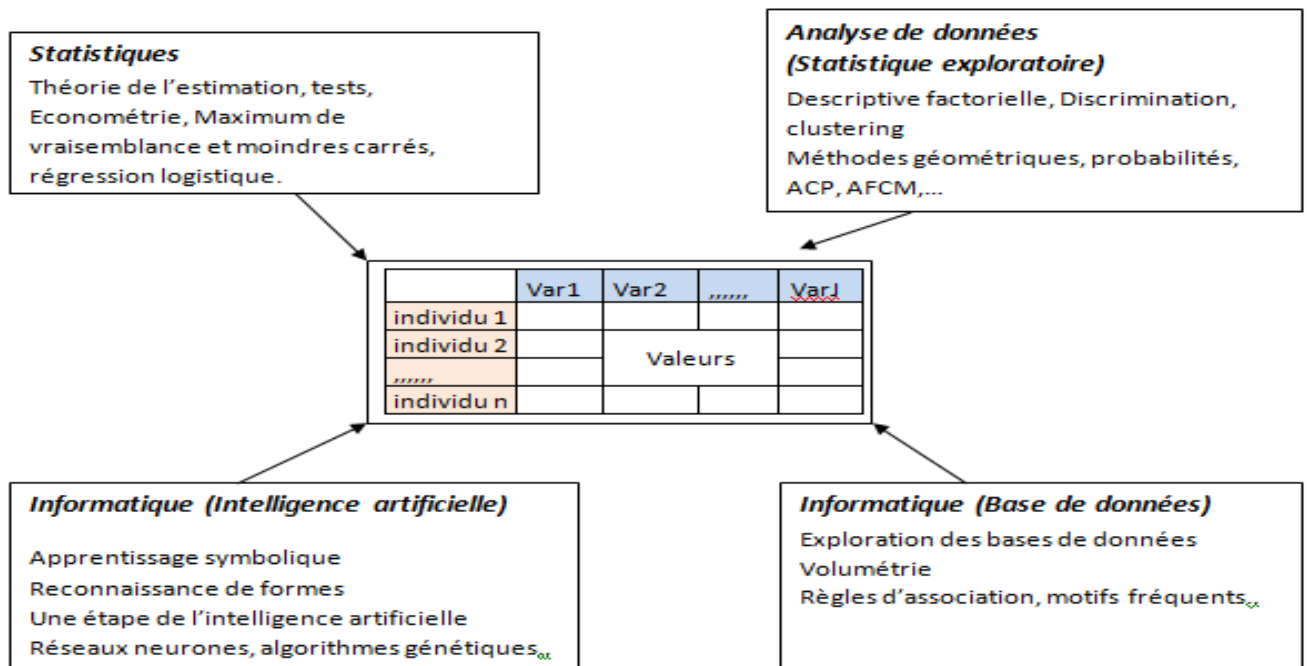 Statistiques
Théorie de l'estimation, tests,
Econométrie, Maximum de
vraisemblance et moindres carrés,
régression logistique.
Analyse de données
(Statistique exploratoire)
Descriptive factorielle, Discrimination,
clustering
Méthodes géométriques, probabilités,
ACP, AFCM,...
Var1 Var2 ,,,,,, VarJ
individu 1
individu 2
Valeurs
,,,,,,
individu n
Informatique (Intelligence artificielle)
Apprentissage symbolique
Reconnaissance de formes
Une étape de l'intelligence artificielle
Réseaux neurones, algorithmes génétiques..
Informatique (Base de données)
Exploration des bases de données
Volumétrie
Règles d'association, motifs fréquents..